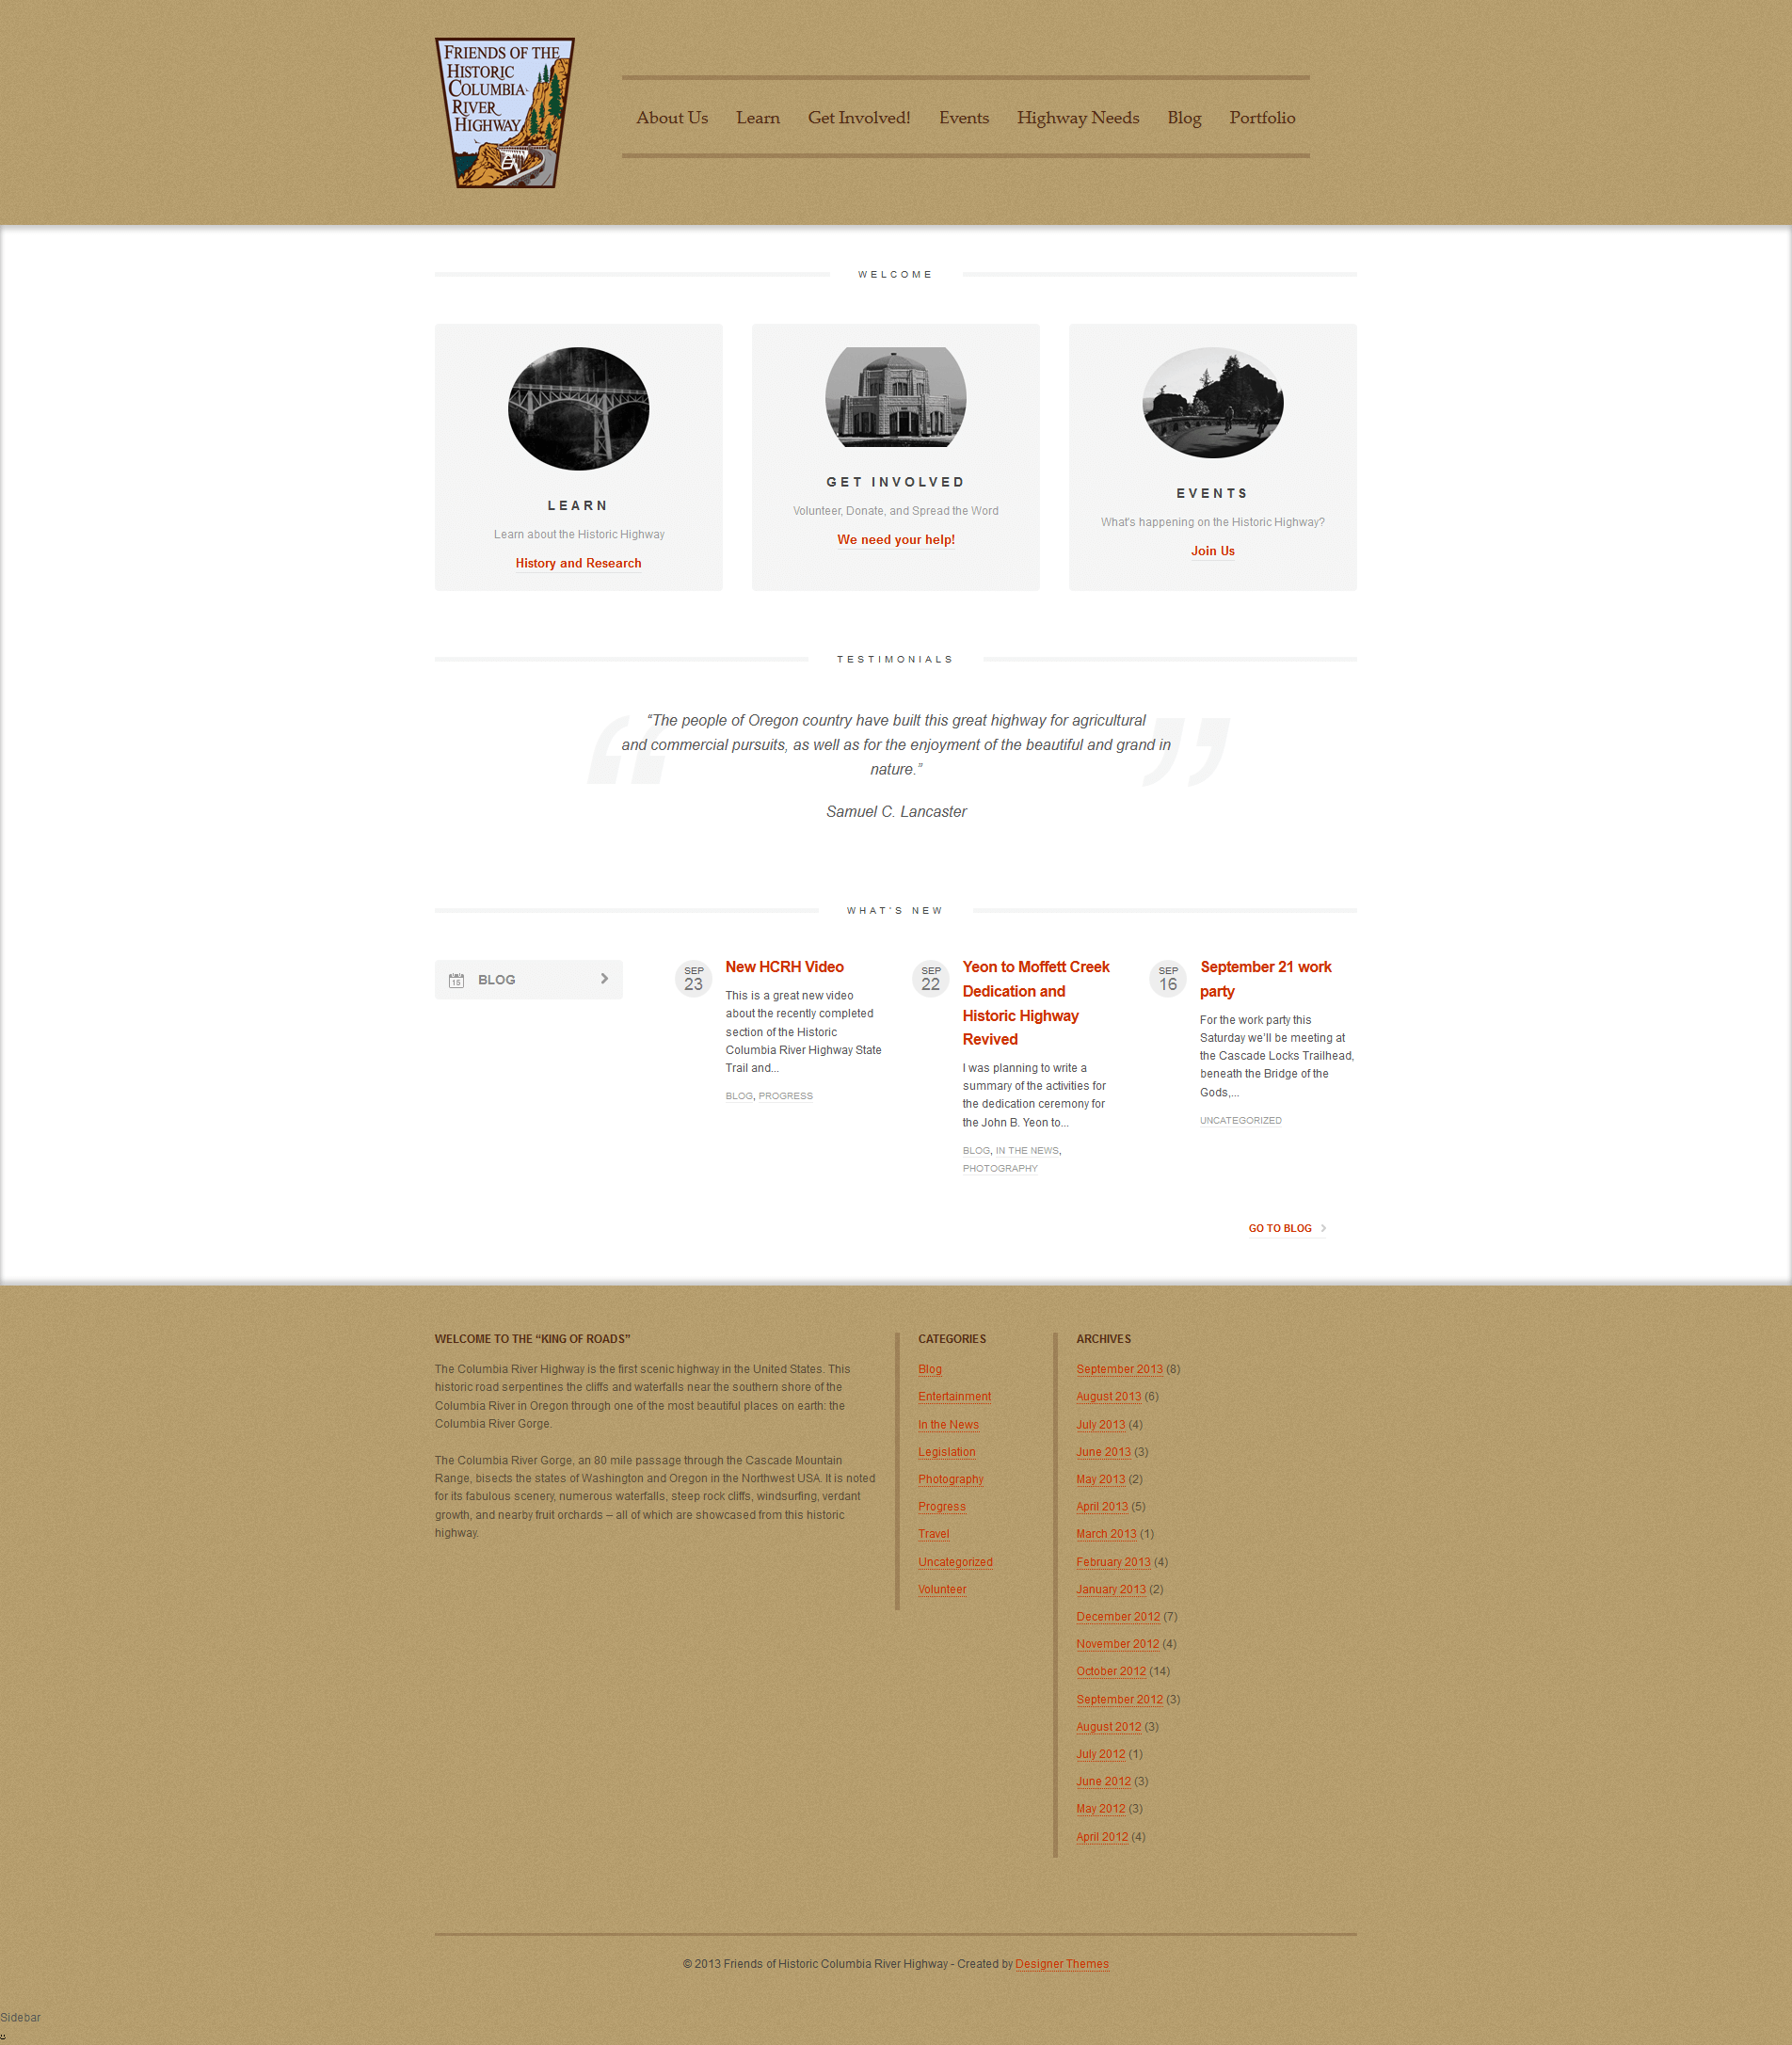 FRIENDS OF THE
HISTORIC
COLUMBIA
RIVER
HIGHWAY
About Us Learn Get Involved! Events Highway Needs Blog Portfolio
WELCOME
LEARN
Learn about the Historic Highway
History and Research
GET INVOLVED
Volunteer, Donate, and Spread the Word
We need your help!
EVENTS
What's happening on the Historic Highway?
Join Us
TESTIMONIALS
“The people of Oregon country have built this great highway for agricultural
and commercial pursuits, as well as for the enjoyment of the beautiful and grand in
nature.”
Samuel C. Lancaster
WHAT'S NEW
15 BLOG
SEP
23
New HCRH Video
This is a great new video
about the recently completed
section of the Historic
Columbia River Highway State
Trail and...
BLOG, PROGRESS
SEP
22
Yeon to Moffett Creek
Dedication and
Historic Highway
Revived
I was planning to write a
summary of the activities for
the dedication ceremony for
the John B. Yeon to...
BLOG, IN THE NEWS,
PHOTOGRAPHY
SEP
16
September 21 work
party
For the work party this
Saturday we’ll be meeting at
the Cascade Locks Trailhead,
beneath the Bridge of the
Gods,...
UNCATEGORIZED
GO TO BLOG
WELCOME TO THE “KING OF ROADS”
The Columbia River Highway is the first scenic highway in the United States. This
historic road serpentines the cliffs and waterfalls near the southern shore of the
Columbia River in Oregon through one of the most beautiful places on earth: the
Columbia River Gorge.
The Columbia River Gorge, an 80 mile passage through the Cascade Mountain
Range, bisects the states of Washington and Oregon in the Northwest USA. It is noted
for its fabulous scenery, numerous waterfalls, steep rock cliffs, windsurfing, verdant
growth, and nearby fruit orchards – all of which are showcased from this historic
highway.
CATEGORIES
Blog
Entertainment
In the News
Legislation
Photography
Progress
Travel
Uncategorized
Volunteer
ARCHIVES
September 2013 (8)
August 2013 (6)
July 2013 (4)
June 2013 (3)
May 2013 (2)
April 2013 (5)
March 2013 (1)
February 2013 (4)
January 2013 (2)
December 2012 (7)
November 2012 (4)
October 2012 (14)
September 2012 (3)
August 2012 (3)
July 2012 (1)
June 2012 (3)
May 2012 (3)
April 2012 (4)
© 2013 Friends of Historic Columbia River Highway - Created by Designer Themes
Sidebar